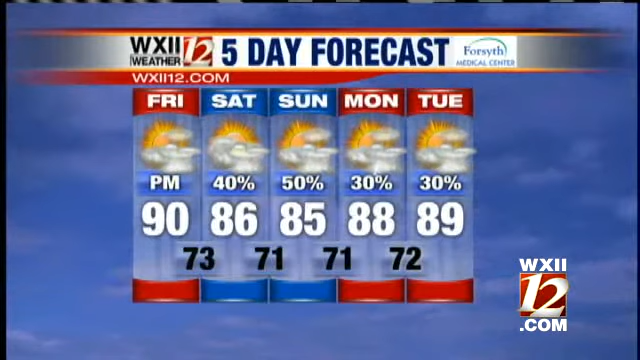 WXII 12 WEATHER
5 DAY FORECAST
Forsyth
MEDICAL CENTER
WXII12.COM
FRI SAT SUN MON TUE
PM 40% 50% 30% 30%
90 86 85 88 89
73 71 71 72
WXII
12
.COM